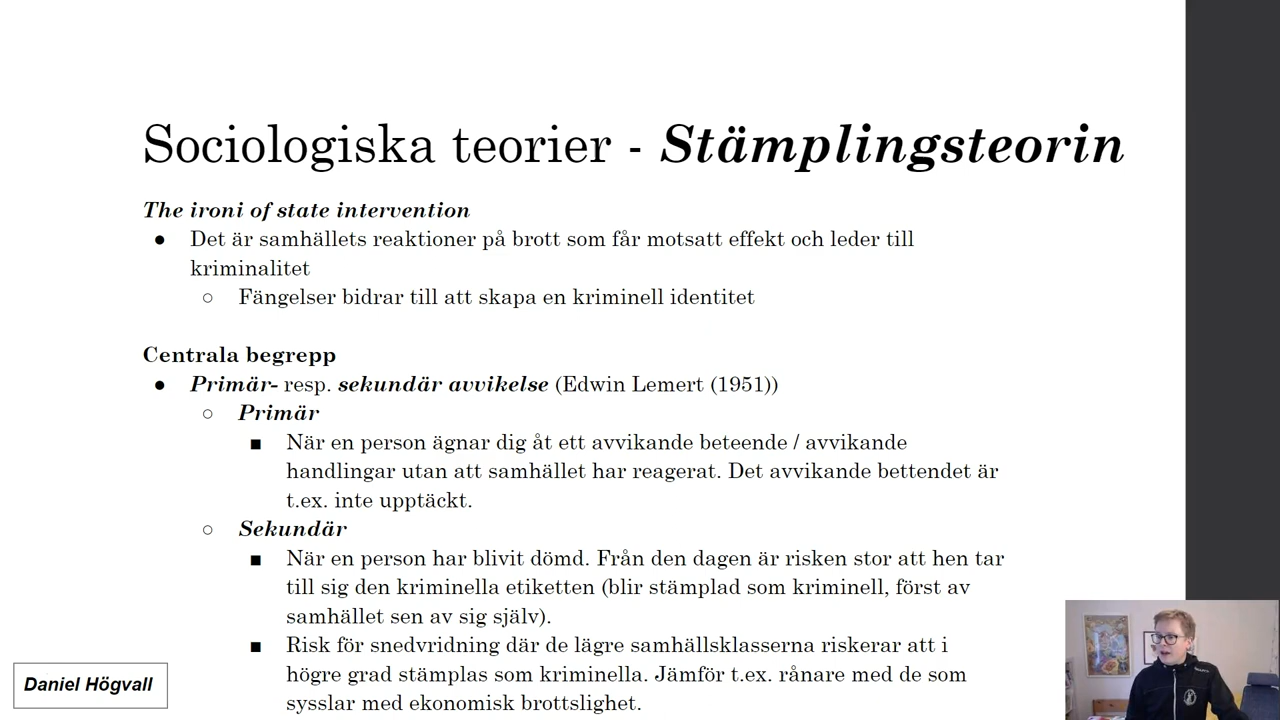 Sociologiska teorier - Stämplingsteorin
The ironi of state intervention
● Det är samhällets reaktioner på brott som får motsatt effekt och leder till
kriminalitet
○ Fängelser bidrar till att skapa en kriminell identitet
Centrala begrepp
● Primär- resp. sekundär avvikelse (Edwin Lemert (1951))
○ Primär
■ När en person ägnar dig åt ett avvikande beteende / avvikande
handlingar utan att samhället har reagerat. Det avvikande bettendet är
t.ex. inte upptäckt.
○ Sekundär
■ När en person har blivit dömd. Från den dagen är risken stor att hen tar
till sig den kriminella etiketten (blir stämplad som kriminell, först av
samhället sen av sig själv).
■ Risk för snedvridning där de lägre samhällsklasserna riskerar att i
högre grad stämplas som kriminella. Jämför t.ex. rånare med de som
sysslar med ekonomisk brottslighet.
Daniel Högvall